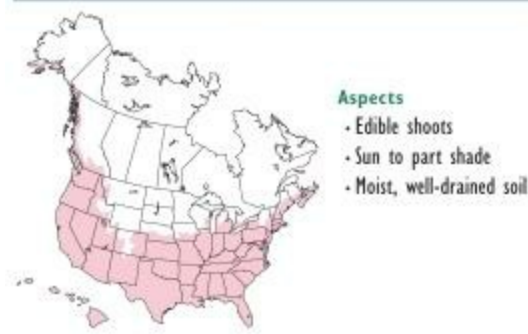 Aspects
· Edible shoots
· Sun to part shade
· Moist, well-drained soil